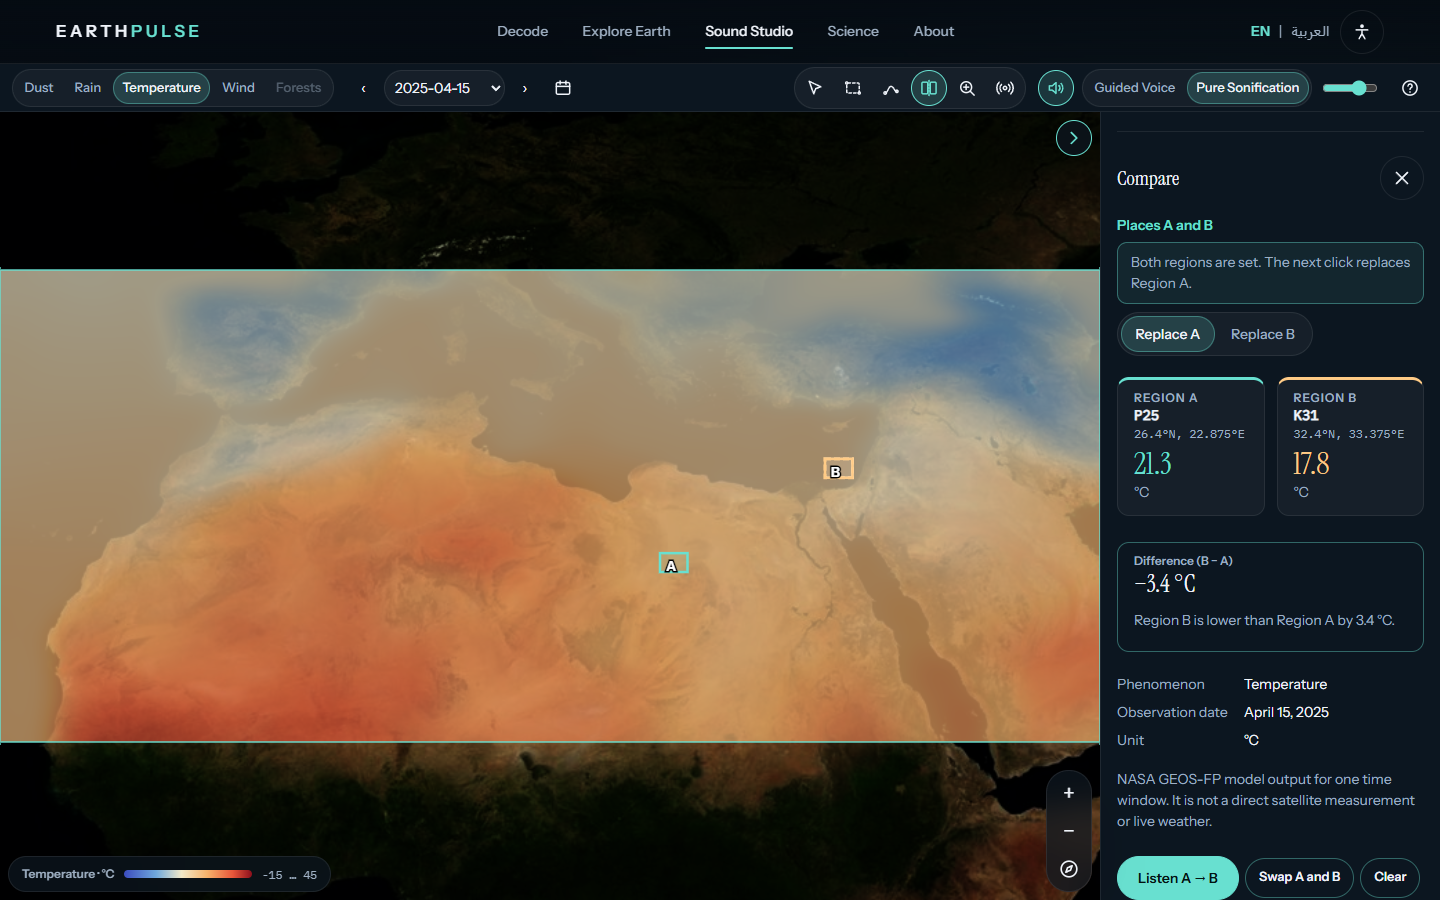 EARTHPULSE
Decode
Explore Earth
Sound Studio
Science
About
EN | العربية
Dust
Rain
Temperature
Wind
Forests
2025-04-15
Guided Voice
Pure Sonification
Compare
Places A and B
Both regions are set. The next click replaces
Region A.
Replace A
Replace B
REGION A
P25
26.4°N, 22.875°E
21.3
°C
REGION B
K31
32.4°N, 33.375°E
17.8
°C
Difference (B − A)
−3.4 °C
Region B is lower than Region A by 3.4 °C.
Phenomenon Temperature
Observation date April 15, 2025
Unit °C
NASA GEOS-FP model output for one time
window. It is not a direct satellite measurement
or live weather.
Listen A → B
Swap A and B
Clear
B
A
Temperature · °C -15 … 45